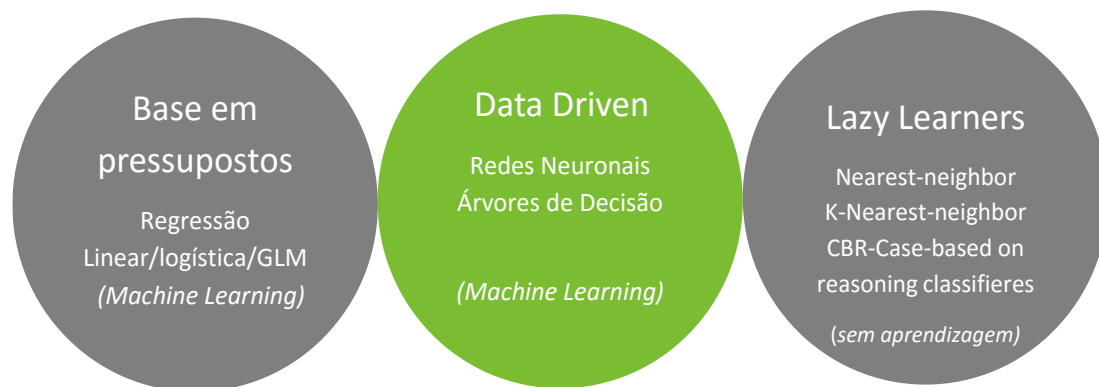 Base em
pressupostos
Regressão
Linear/logística/GLM
(Machine Learning)
Data Driven
Redes Neuronais
Árvores de Decisão
(Machine Learning)
Lazy Learners
Nearest-neighbor
K-Nearest-neighbor
CBR-Case-based on
reasoning classifieres
(sem aprendizagem)